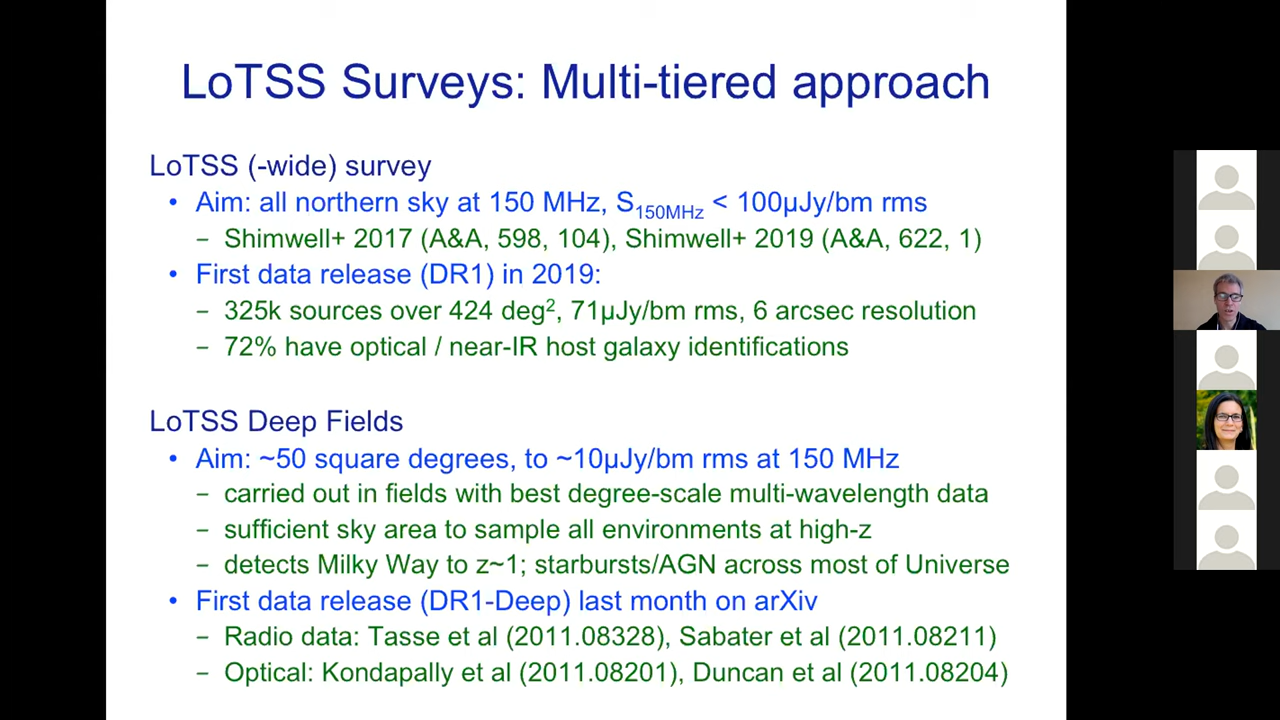 LoTSS Surveys: Multi-tiered approach
LoTSS (-wide) survey
• Aim: all northern sky at 150 MHz, S150MHz < 100μJy/bm rms
– Shimwell+ 2017 (A&A, 598, 104), Shimwell+ 2019 (A&A, 622, 1)
• First data release (DR1) in 2019:
– 325k sources over 424 deg², 71μJy/bm rms, 6 arcsec resolution
– 72% have optical / near-IR host galaxy identifications
LoTSS Deep Fields
• Aim: ~50 square degrees, to ~10μJy/bm rms at 150 MHz
– carried out in fields with best degree-scale multi-wavelength data
– sufficient sky area to sample all environments at high-z
– detects Milky Way to z~1; starbursts/AGN across most of Universe
• First data release (DR1-Deep) last month on arXiv
– Radio data: Tasse et al (2011.08328), Sabater et al (2011.08211)
– Optical: Kondapally et al (2011.08201), Duncan et al (2011.08204)